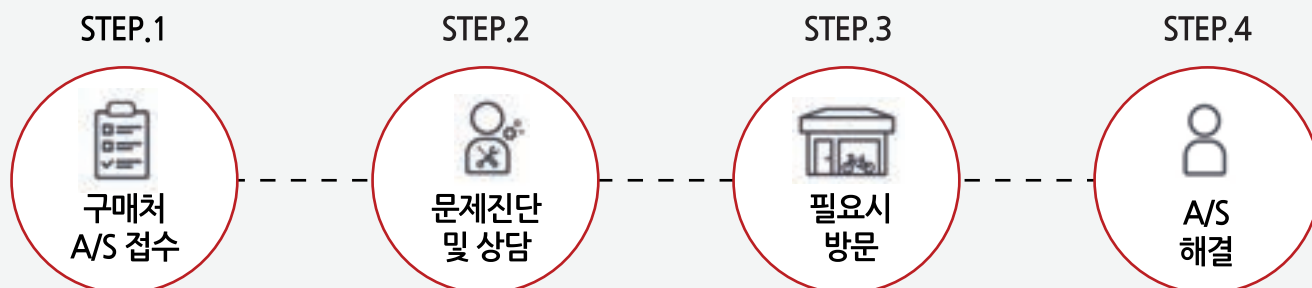 STEP.1
구매처
A/S 접수
STEP.2
문제진단
및 상담
STEP.3
필요시
방문
STEP.4
A/S
해결